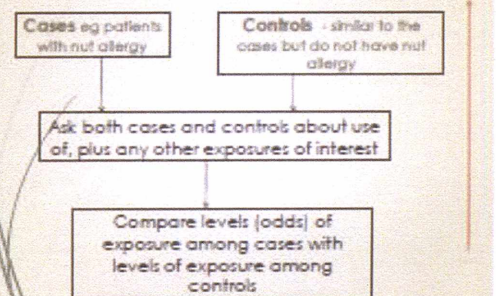 Cases eg patients
with nut allergy
Controls - similar to the
cases but do not have nut
allergy
Ask both cases and controls about use
of, plus any other exposures of interest
Compare levels (odds) of
exposure among cases with
levels of exposure among
controls